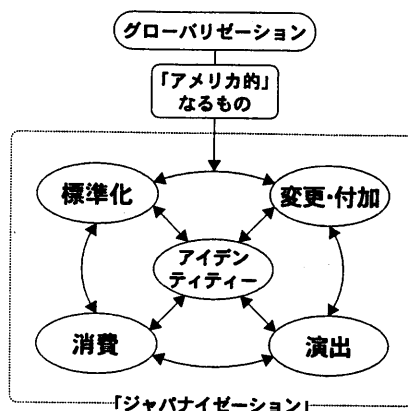 グローバリゼーション
「アメリカ的」
なるもの
標準化
変更・付加
アイデン
ティティー
消費
演出
「ジャパナイゼーション」